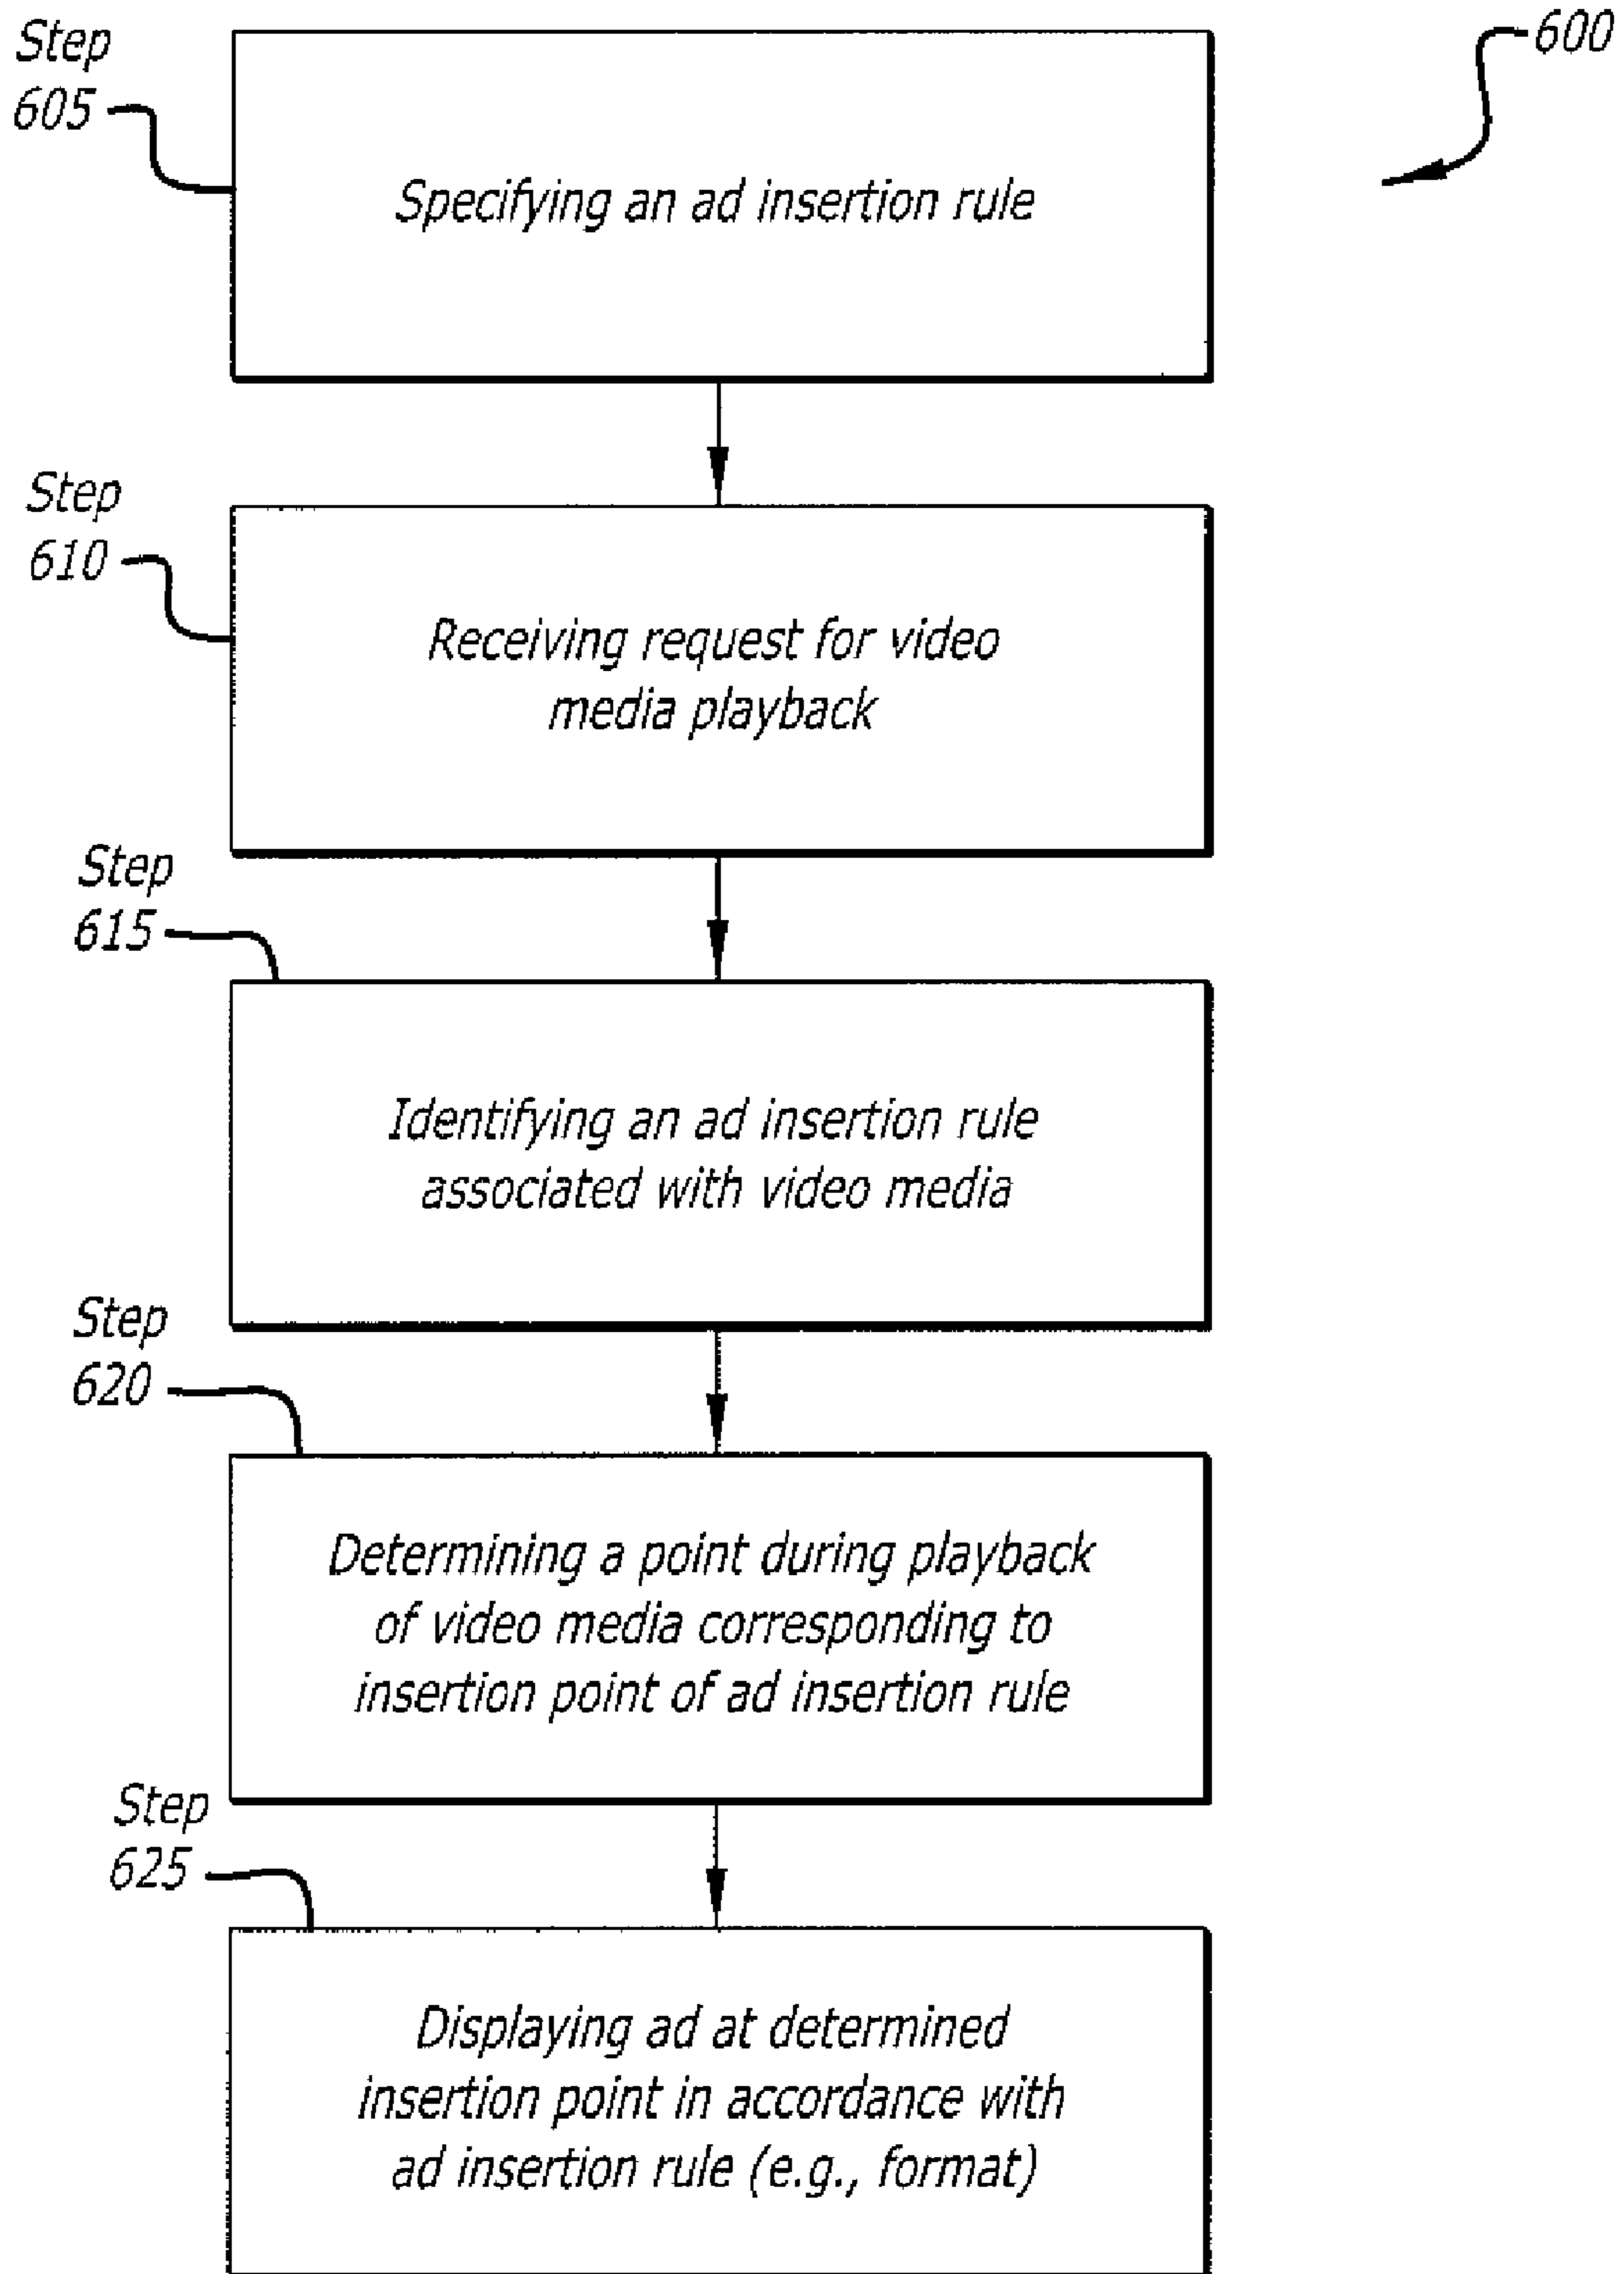 Step
605
600
Specifying an ad insertion rule
Step
610
Receiving request for video
media playback
Step
615
Identifying an ad insertion rule
associated with video media
Step
620
Determining a point during playback
of video media corresponding to
insertion point of ad insertion rule
Step
625
Displaying ad at determined
insertion point in accordance with
ad insertion rule (e.g., format)